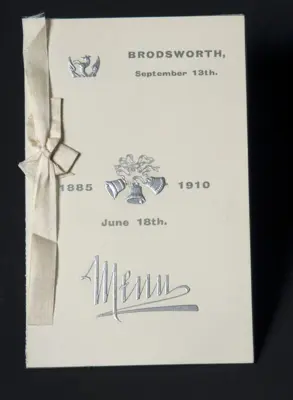 BRODSWORTH,
September 13th.
1885 1910
June 18th.
Menu